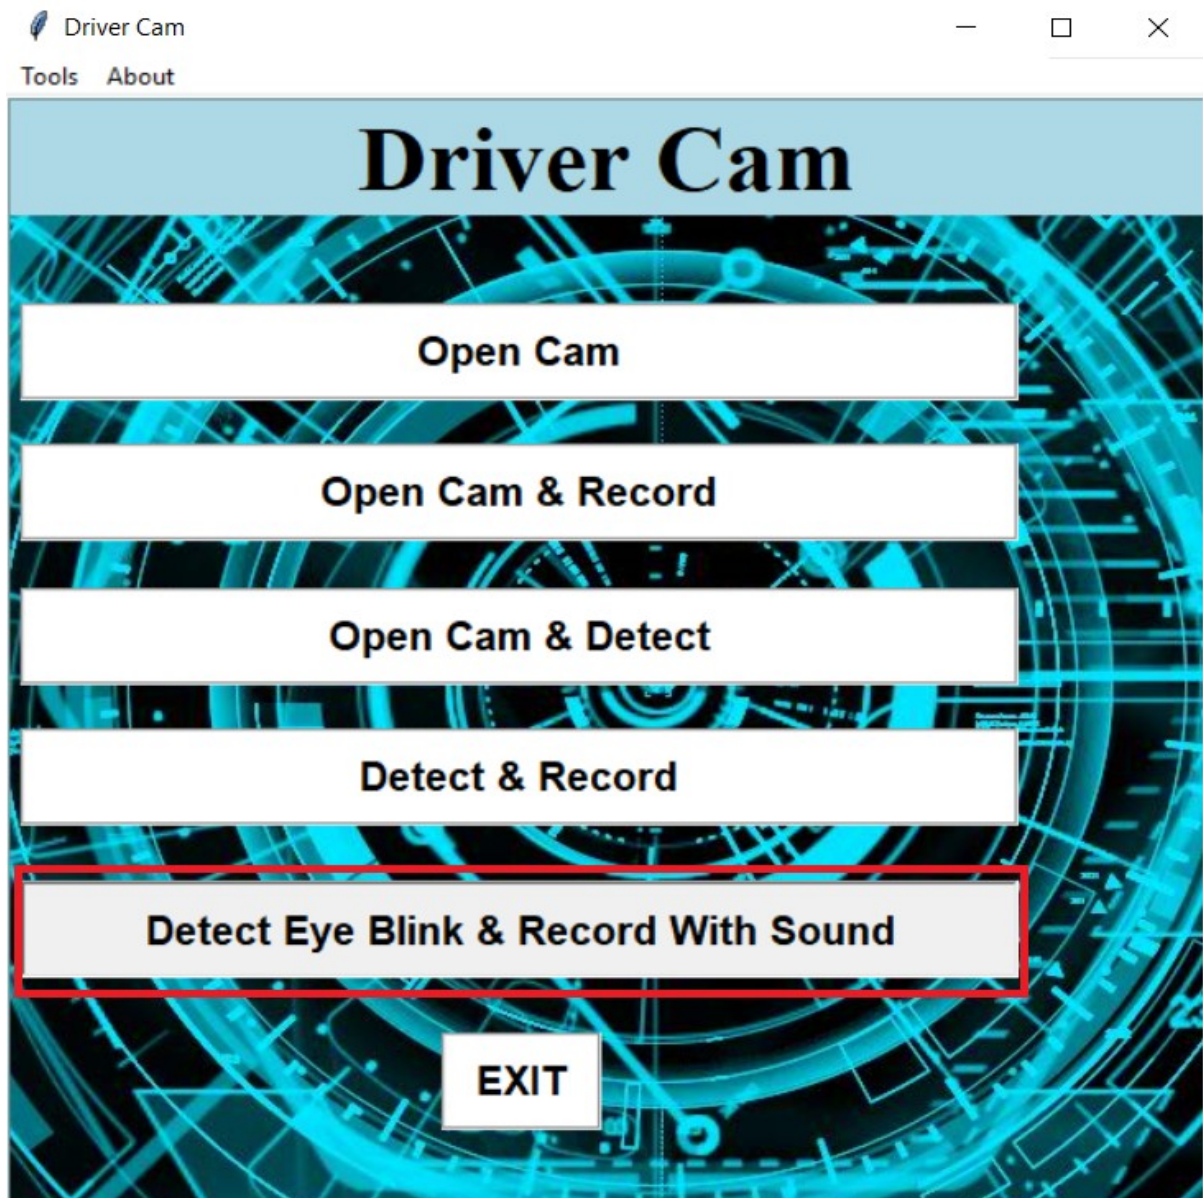 Driver Cam
Tools About
Driver Cam
Open Cam
Open Cam & Record
Open Cam & Detect
Detect & Record
Detect Eye Blink & Record With Sound
EXIT